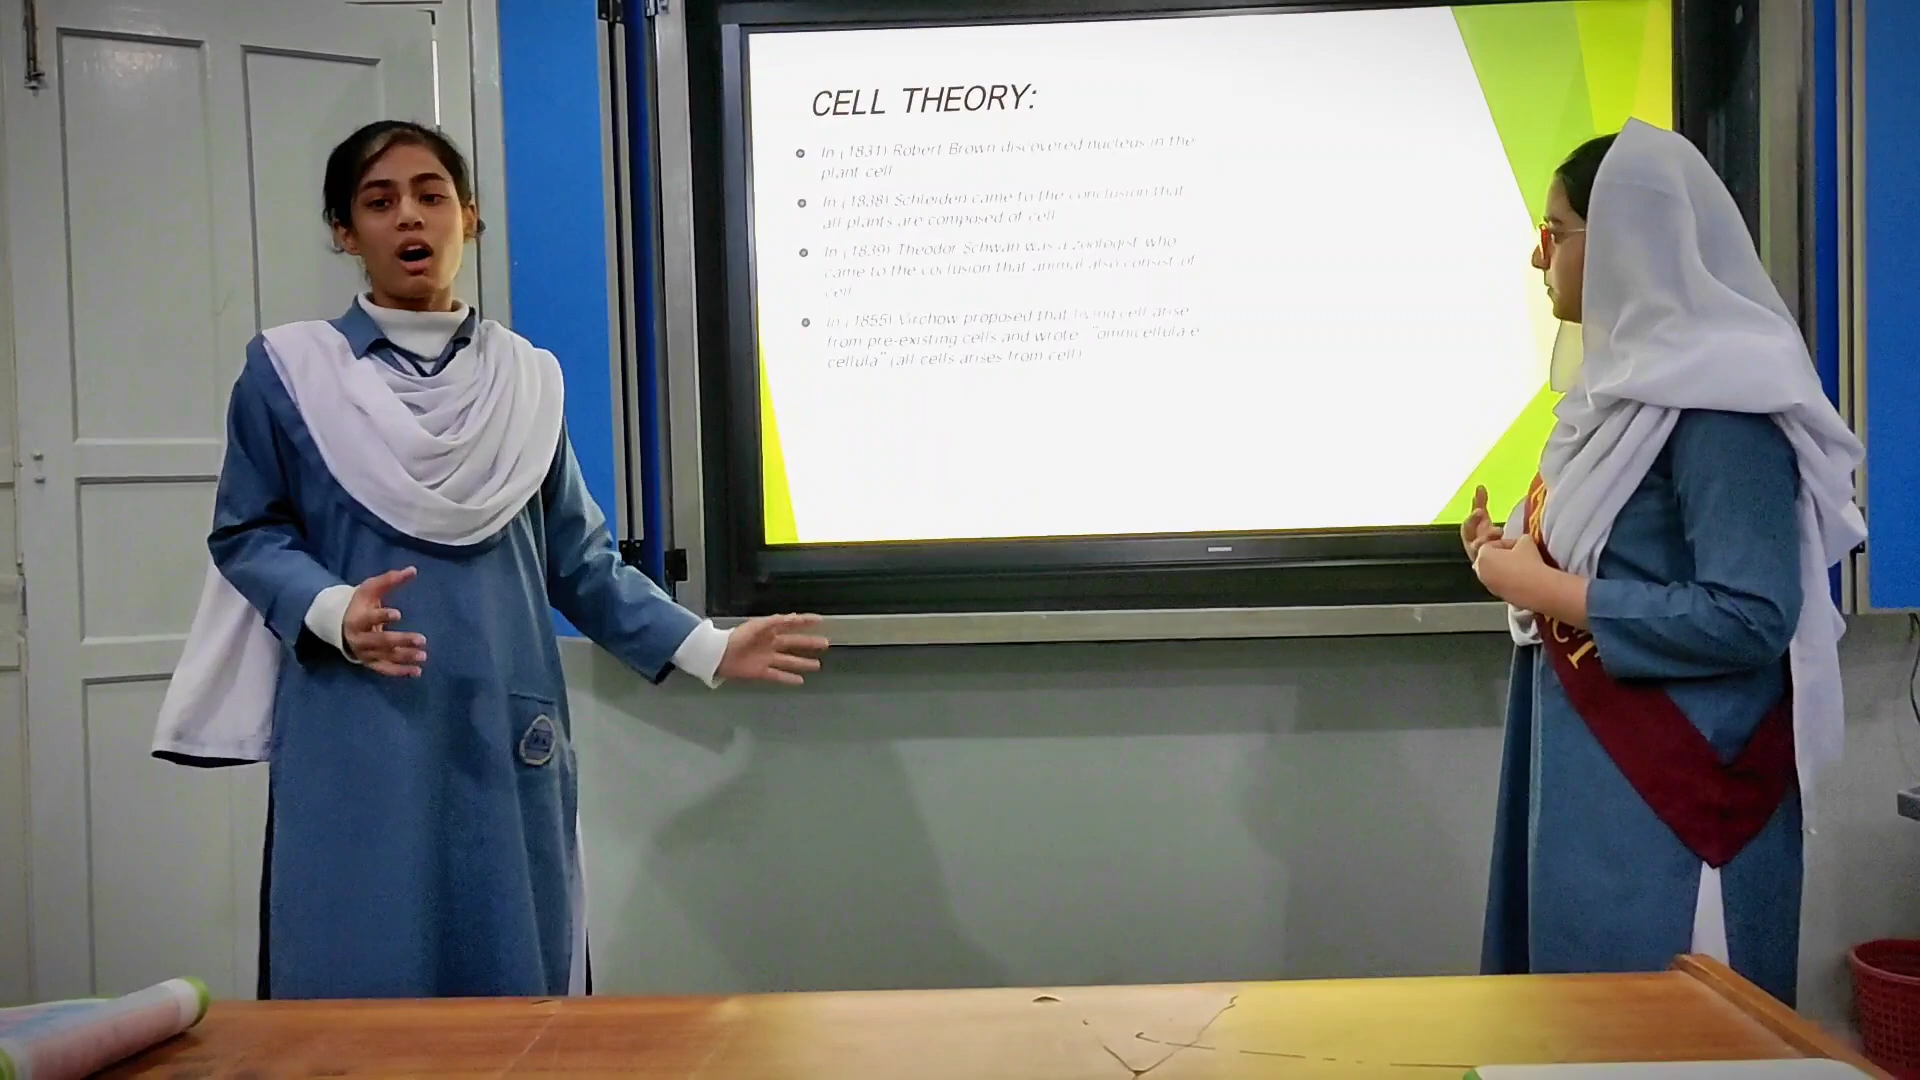 CELL THEORY:
In (1831) Robert Brown discovered nucleus in the
plant cell
In (1838) Schleiden came to the conclusion that
all plants are composed of cell
In (1839) Theodor Schwan was a zoologist who
came to the coclusion that animal also consist of
cell
In (1855) Virchow proposed that living cell arise
from pre-existing cells and wrote "omnicellula e
cellula" (all cells arises from cell)